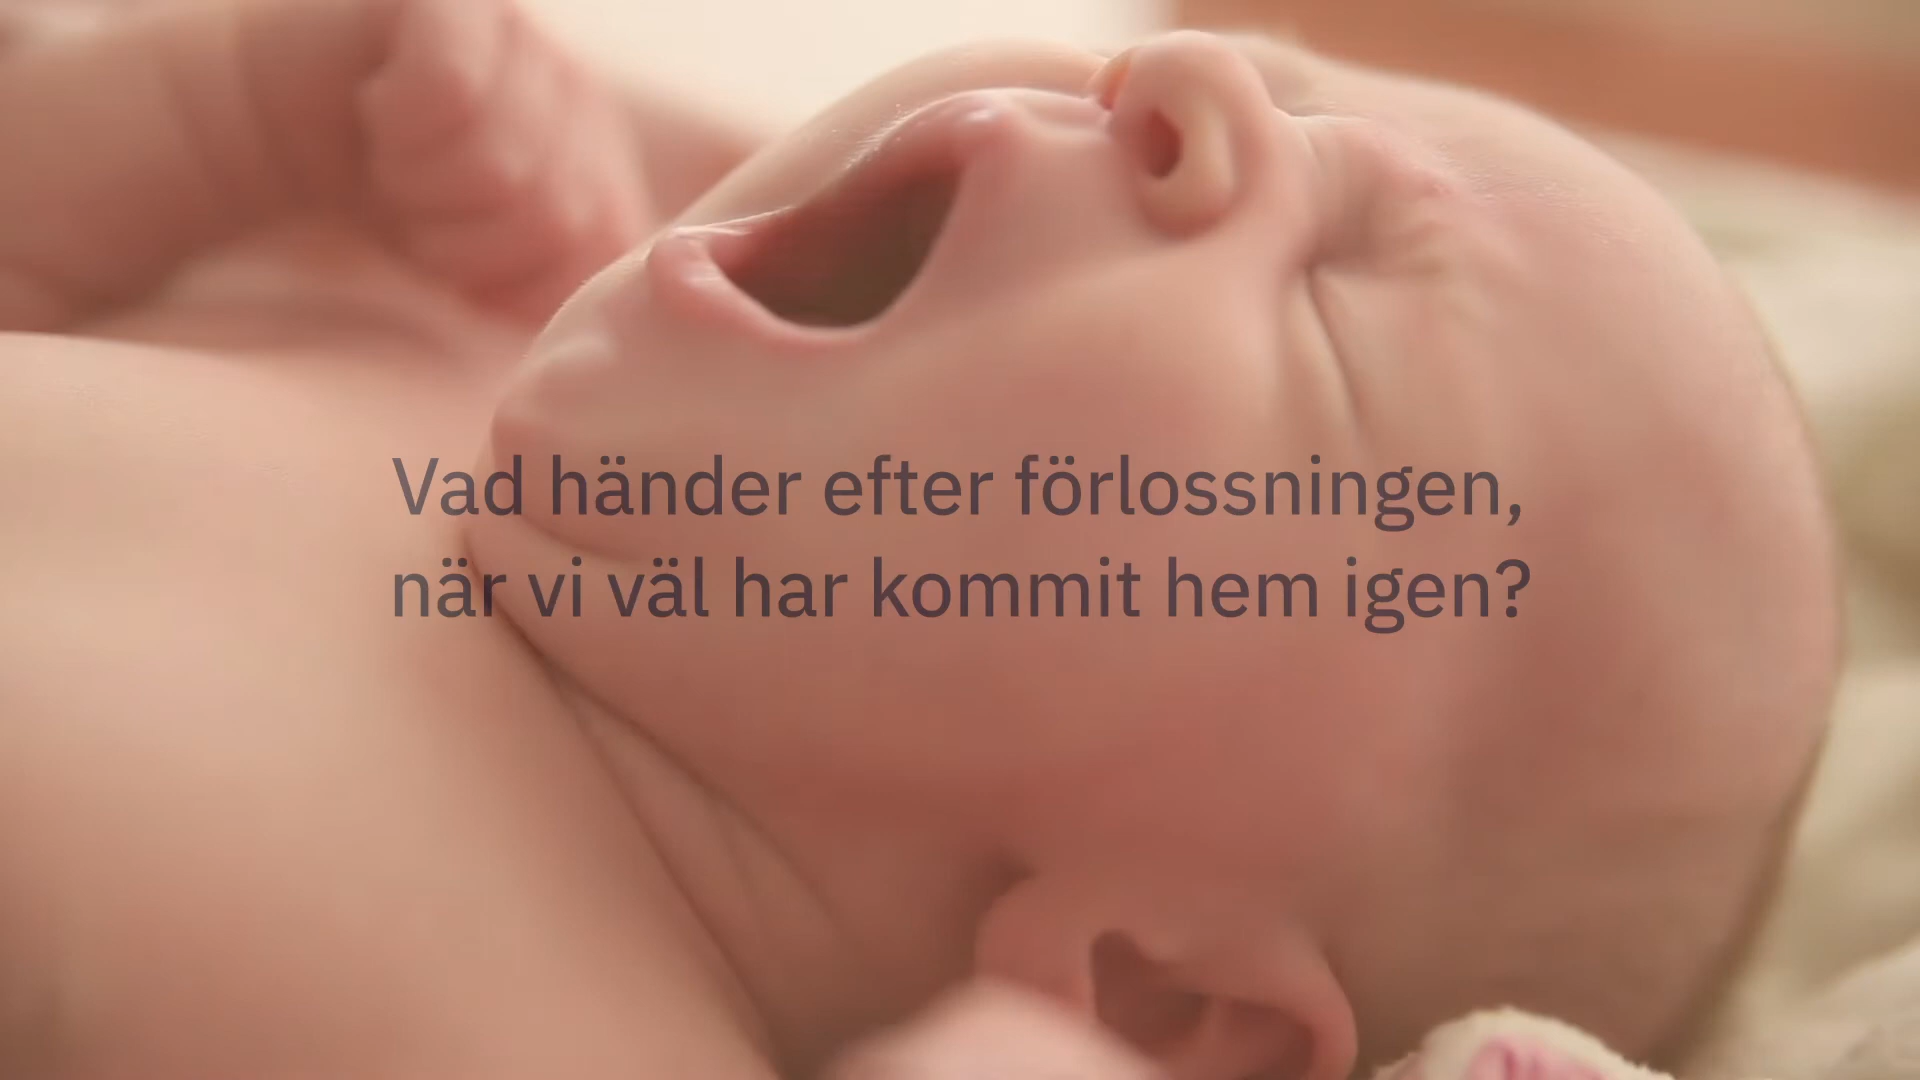 Vad händer efter förlossningen,
när vi väl har kommit hem igen?